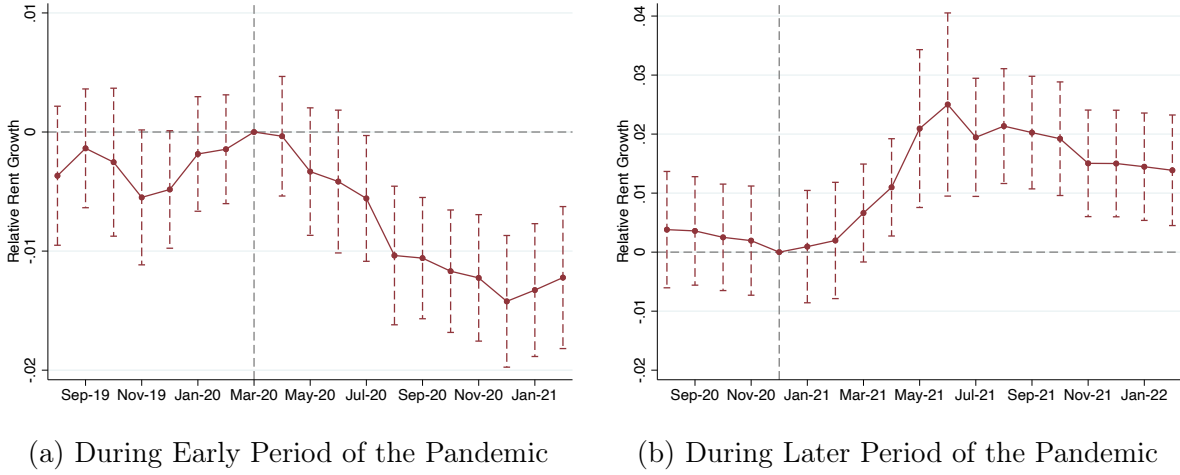 .01
0
-.01
-.02
Relative Rent Growth
Sep-19 Nov-19 Jan-20 Mar-20 May-20 Jul-20 Sep-20 Nov-20 Jan-21
(a) During Early Period of the Pandemic
.04
.03
.02
.01
0
-.01
-.02
Relative Rent Growth
Sep-20 Nov-20 Jan-21 Mar-21 May-21 Jul-21 Sep-21 Nov-21 Jan-22
(b) During Later Period of the Pandemic